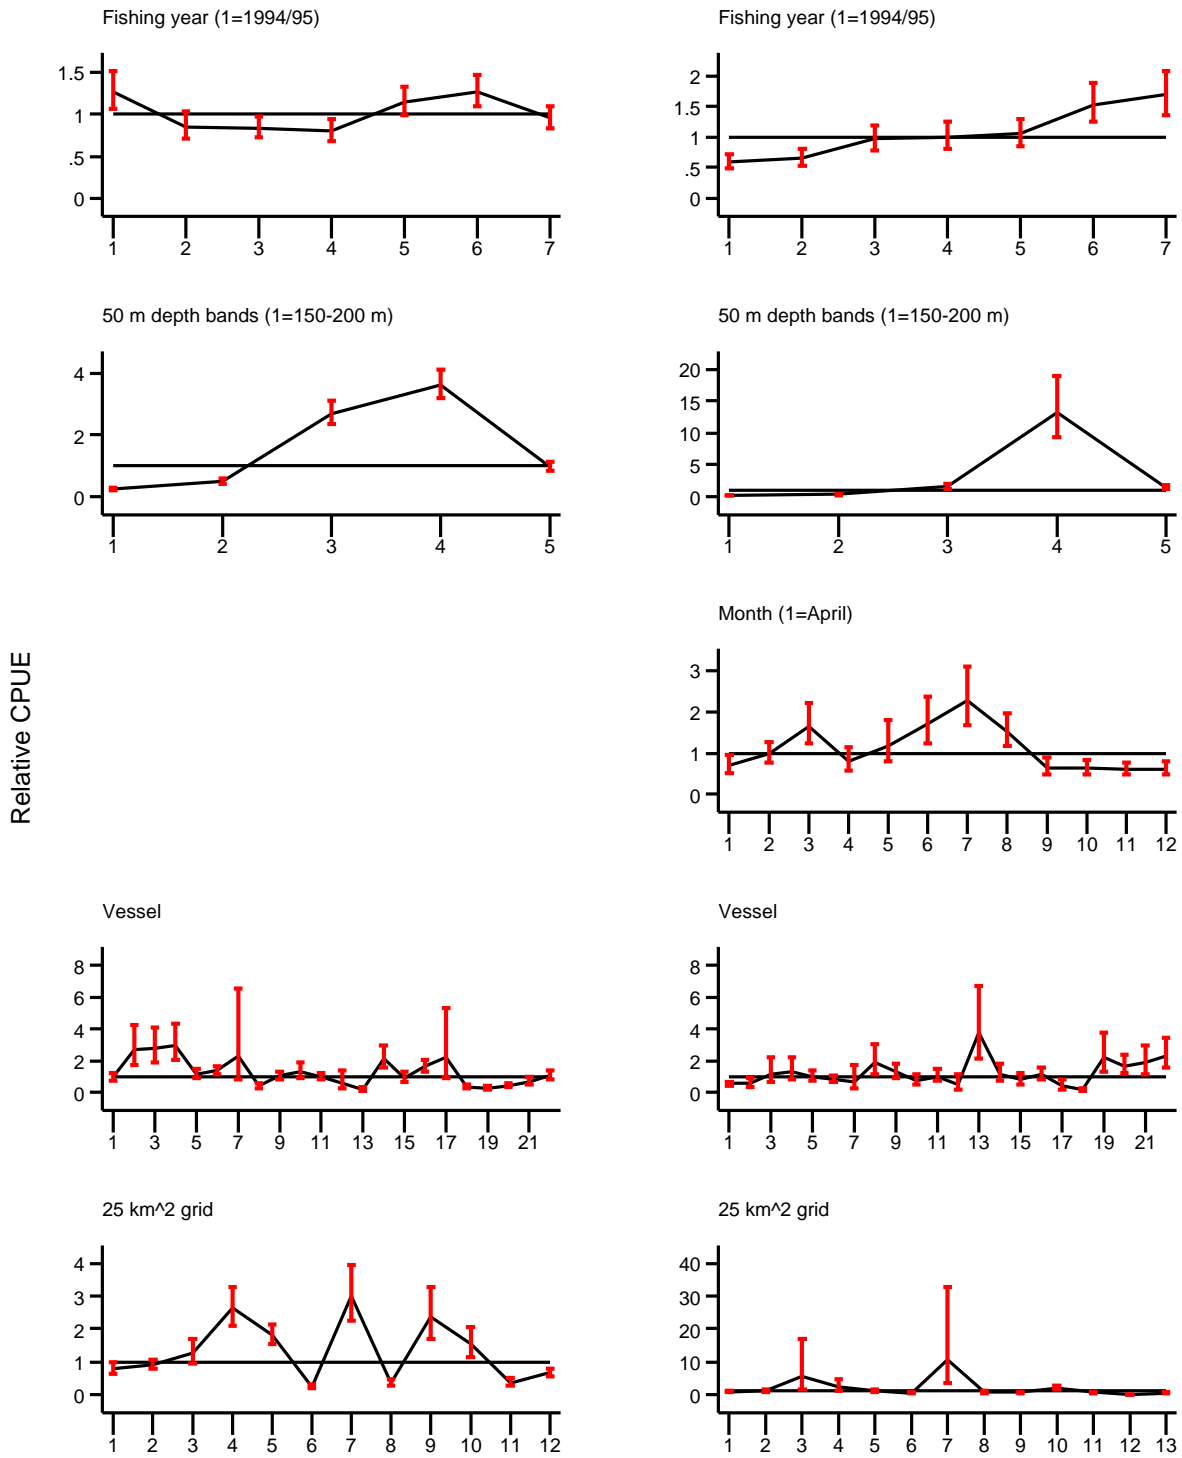 Fishing year (1=1994/95)
1.5
1
.5
0
1 2 3 4 5 6 7
Fishing year (1=1994/95)
2
1.5
1
.5
0
1 2 3 4 5 6 7
50 m depth bands (1=150-200 m)
4
2
0
1 2 3 4 5
50 m depth bands (1=150-200 m)
20
15
10
5
0
1 2 3 4 5
Relative CPUE
Month (1=April)
3
2
1
0
1 2 3 4 5 6 7 8 9 10 11 12
Vessel
8
6
4
2
0
1 3 5 7 9 11 13 15 17 19 21
Vessel
8
6
4
2
0
1 3 5 7 9 11 13 15 17 19 21
25 km^2 grid
4
3
2
1
0
1 2 3 4 5 6 7 8 9 10 11 12
25 km^2 grid
40
30
20
10
0
1 2 3 4 5 6 7 8 9 10 11 12 13